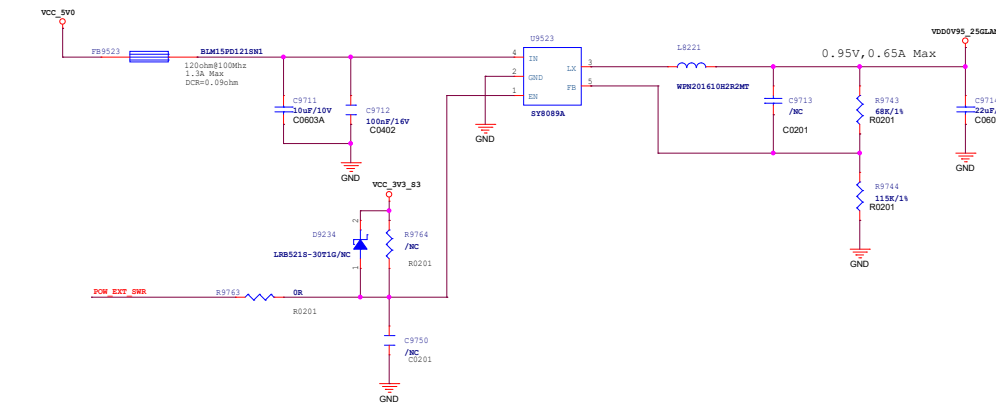 VCC_5V0
FB9523
BLM15PD121SN1
120ohm@100Mhz
1.3A Max
DCR=0.09ohm
C9711
10uF/10V
C0603A
C9712
100nF/16V
C0402
GND
U9523
4
IN
2
GND
1
EN
LX
3
FB
5
SY8089A
GND
L8221
WPN201610H2R2MT
0.95V,0.65A Max
C9713
/NC
C0201
R9743
68K/1%
R0201
R9744
115K/1%
R0201
GND
GND
VCC_3V3_S3
D9234
2
1
LRB521S-30T1G/NC
R9764
/NC
R0201
POW_EXT_SWR
R9763
0R
R0201
C9750
/NC
C0201
GND